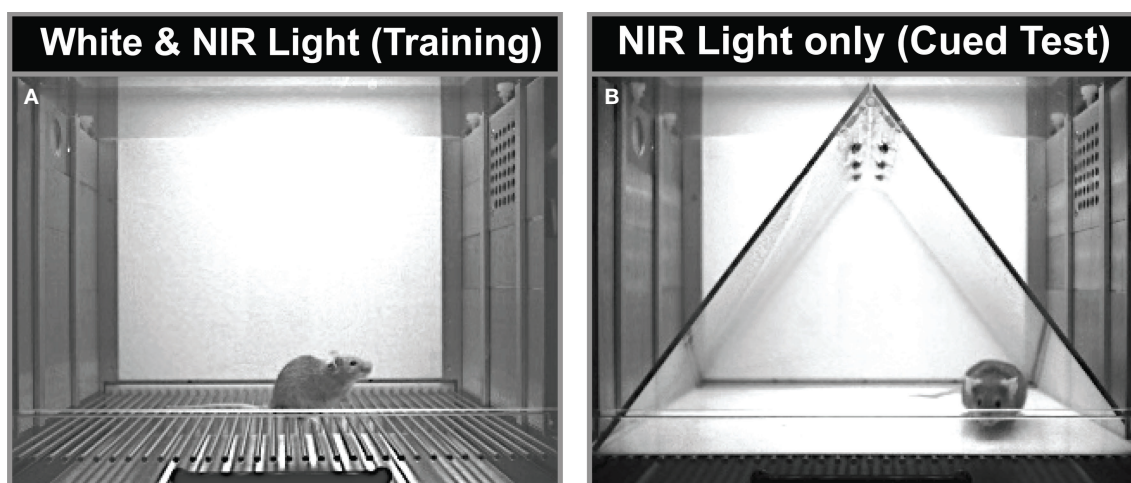 White & NIR Light (Training)
NIR Light only (Cued Test)
A
B